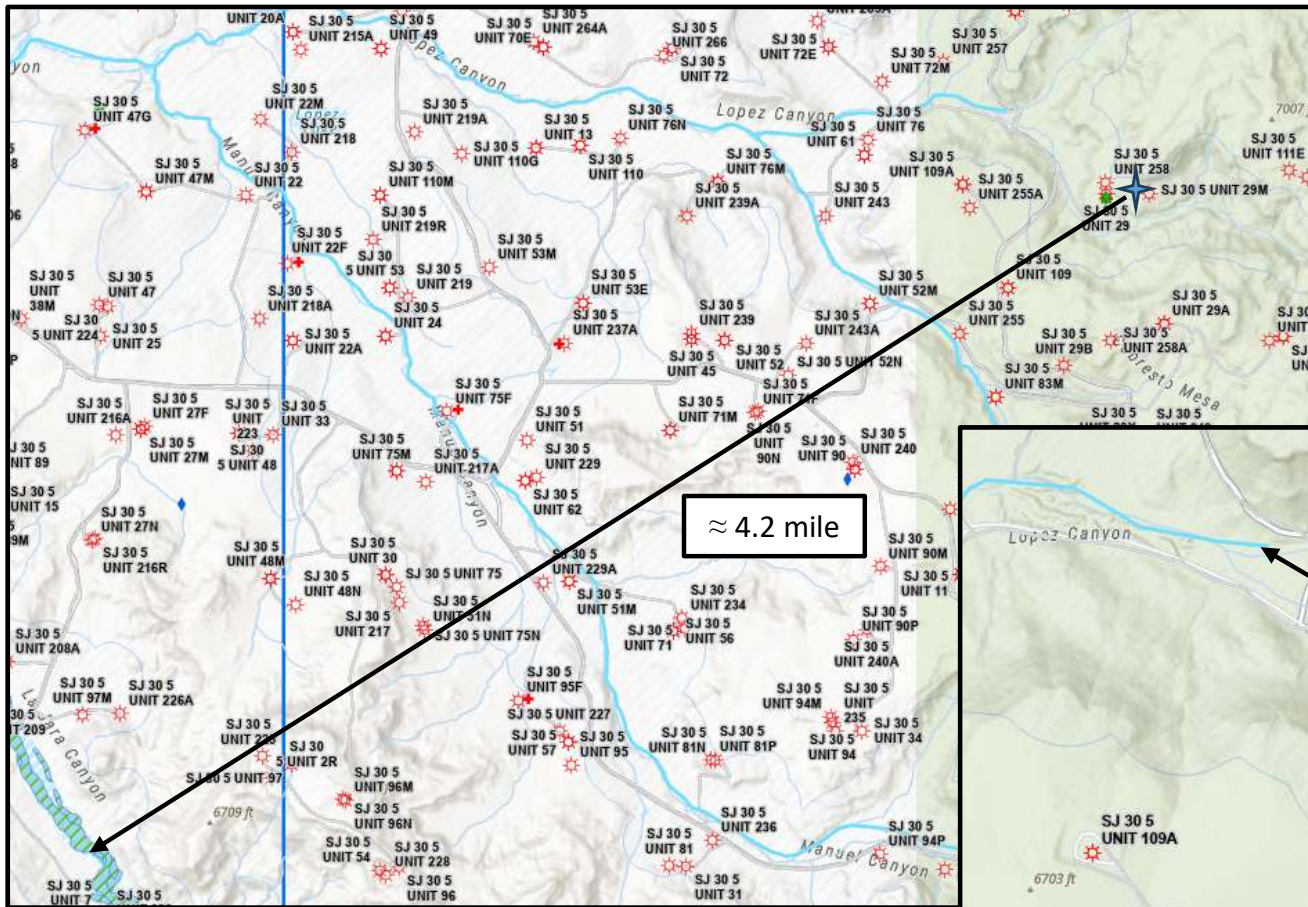 UNIT 20A
SJ 30 5
UNIT 215A
SJ 30 5
UNIT 49
SJ 30 5
UNIT 70E
SJ 30 5
UNIT 264A
SJ 30 5
UNIT 266
SJ 30 5
UNIT 72
SJ 30 5
UNIT 72E
SJ 30 5
UNIT 72M
SJ 30 5
UNIT 257
Lopez Canyon
Lopez Canyon
7007
SJ 30 5
UNIT 47G
SJ 30 5
UNIT 22M
SJ 30 5
UNIT 218
SJ 30 5
UNIT 219A
SJ 30 5
UNIT 110G
SJ 30 5
UNIT 13
SJ 30 5
UNIT 110
SJ 30 5
UNIT 76N
SJ 30 5
UNIT 76M
SJ 30 5
UNIT 61
SJ 30 5
UNIT 76
SJ 30 5
UNIT 109A
SJ 30 5
UNIT 255A
SJ 30 5
UNIT 258
SJ 30 5
UNIT 111E
SJ 30 5 UNIT 29M
SJ 30 5
UNIT 29
SJ 30 5
UNIT 47M
SJ 30 5
UNIT 22
SJ 30 5
UNIT 110M
SJ 30 5
UNIT 219R
SJ 30 5
UNIT 22F
SJ 30
5 UNIT 53
SJ 30 5
UNIT 219
SJ 30 5
UNIT 53M
SJ 30 5
UNIT 239A
SJ 30 5
UNIT 243
SJ 30 5
UNIT 109
SJ 30 5
UNIT 38M
SJ 30 5
UNIT 47
SJ 30
5 UNIT 224
SJ 30 5
UNIT 25
SJ 30 5
UNIT 218A
SJ 30 5
UNIT 22A
SJ 30 5
UNIT 24
SJ 30 5
UNIT 53E
SJ 30 5
UNIT 237A
SJ 30 5
UNIT 239
SJ 30 5
UNIT 45
SJ 30 5
UNIT 52
SJ 30 5 UNIT 52N
SJ 30 5
UNIT 243A
SJ 30 5
UNIT 52M
SJ 30 5
UNIT 255
SJ 30 5
UNIT 29B
SJ 30 5
UNIT 258A
SJ 30 5
UNIT 29A
SJ 30 5
UNIT 83M
Mesa
SJ 30 5
UNIT 216A
SJ 30 5
UNIT 27F
SJ 30 5
UNIT 27M
SJ 30 5
UNIT
223
SJ 30
5 UNIT 48
SJ 30 5
UNIT 33
SJ 30 5
UNIT 75F
SJ 30 5
UNIT 75M
SJ 30 5
UNIT 217A
SJ 30 5
UNIT 51
SJ 30 5
UNIT 229
SJ 30 5
UNIT 62
SJ 30 5
UNIT 71M
SJ 30 5
UNIT 71F
SJ 30 5
UNIT
90N
SJ 30 5
UNIT 90
SJ 30 5
UNIT 240
SJ 30 5
UNIT 89
SJ 30 5
UNIT 15
Manuel Canyon
≈ 4.2 mile
SJ 30 5
UNIT 27N
SJ 30 5
UNIT 216R
SJ 30 5
UNIT 48M
SJ 30 5
UNIT 48N
SJ 30 5
UNIT 30
SJ 30 5 UNIT 75
SJ 30 5
UNIT 51N
SJ 30 5
UNIT 217
SJ 30 5 UNIT 75N
SJ 30 5
UNIT 229A
SJ 30 5
UNIT 51M
SJ 30 5
UNIT 234
SJ 30 5
UNIT 71
SJ 30 5
UNIT 56
SJ 30 5
UNIT 90M
SJ 30 5
UNIT 11
SJ 30 5
UNIT 90P
SJ 30 5
UNIT 240A
SJ 30 5
UNIT 208A
SJ 30 5
UNIT 97M
SJ 30 5
UNIT 226A
SJ 30 5
SJ 30
5 UNIT 2R
SJ 30 5 UNIT 97
SJ 30 5
UNIT 95F
SJ 30 5 UNIT 227
SJ 30 5
UNIT 57
SJ 30 5
UNIT 95
SJ 30 5
UNIT 81N
SJ 30 5
UNIT 81P
SJ 30 5
UNIT 94M
SJ 30 5
UNIT
235
SJ 30 5
UNIT 94
SJ 30 5
UNIT 34
6709 ft
SJ 30 5
UNIT 96M
SJ 30 5
UNIT 96N
SJ 30 5
UNIT 54
SJ 30 5
UNIT 228
SJ 30 5
UNIT 96
SJ 30 5
UNIT 236
SJ 30 5
UNIT 81
SJ 30 5
UNIT 31
SJ 30 5
UNIT 94P
Manuel Canyon
SJ 30 5
UNIT 7
Lopez Canyon
SJ 30 5
UNIT 109A
6703 ft